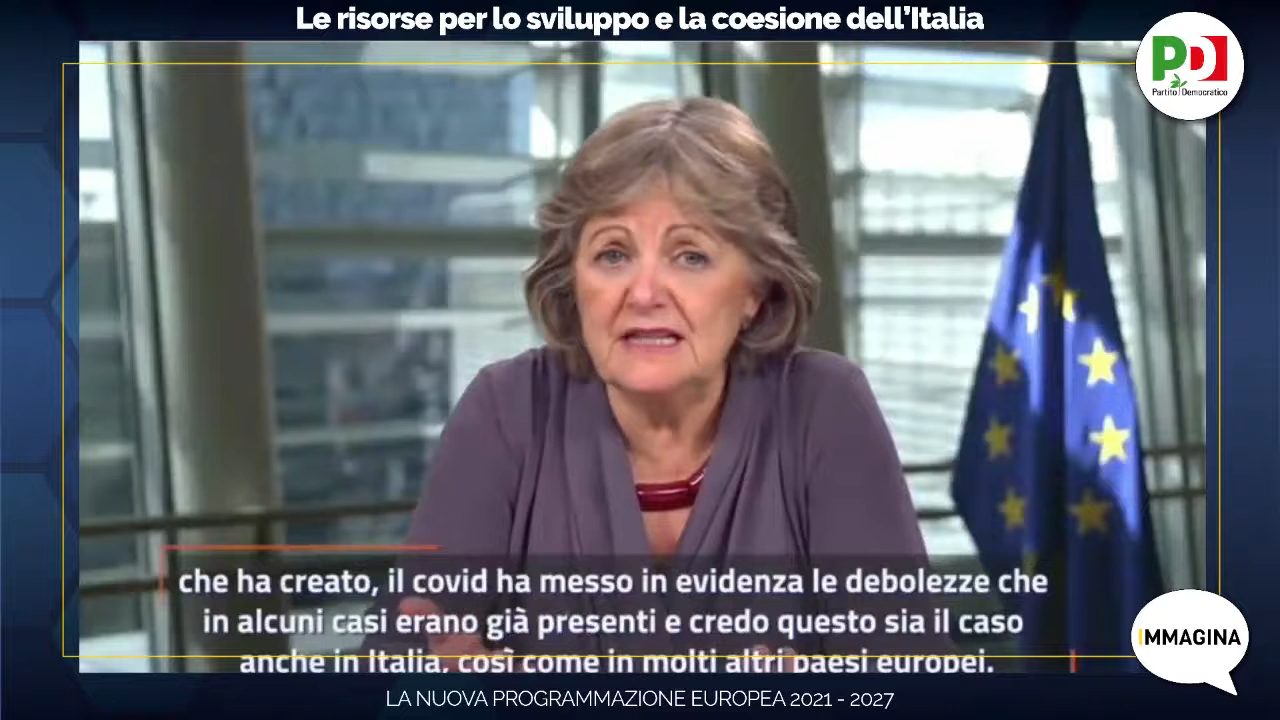 Le risorse per lo sviluppo e la coesione dell'Italia
PD
Partito Democratico
che ha creato, il covid ha messo in evidenza le debolezze che
in alcuni casi erano già presenti e credo questo sia il caso
anche in Italia, così come in molti altri paesi europei.
IMMAGINA
LA NUOVA PROGRAMMAZIONE EUROPEA 2021 - 2027